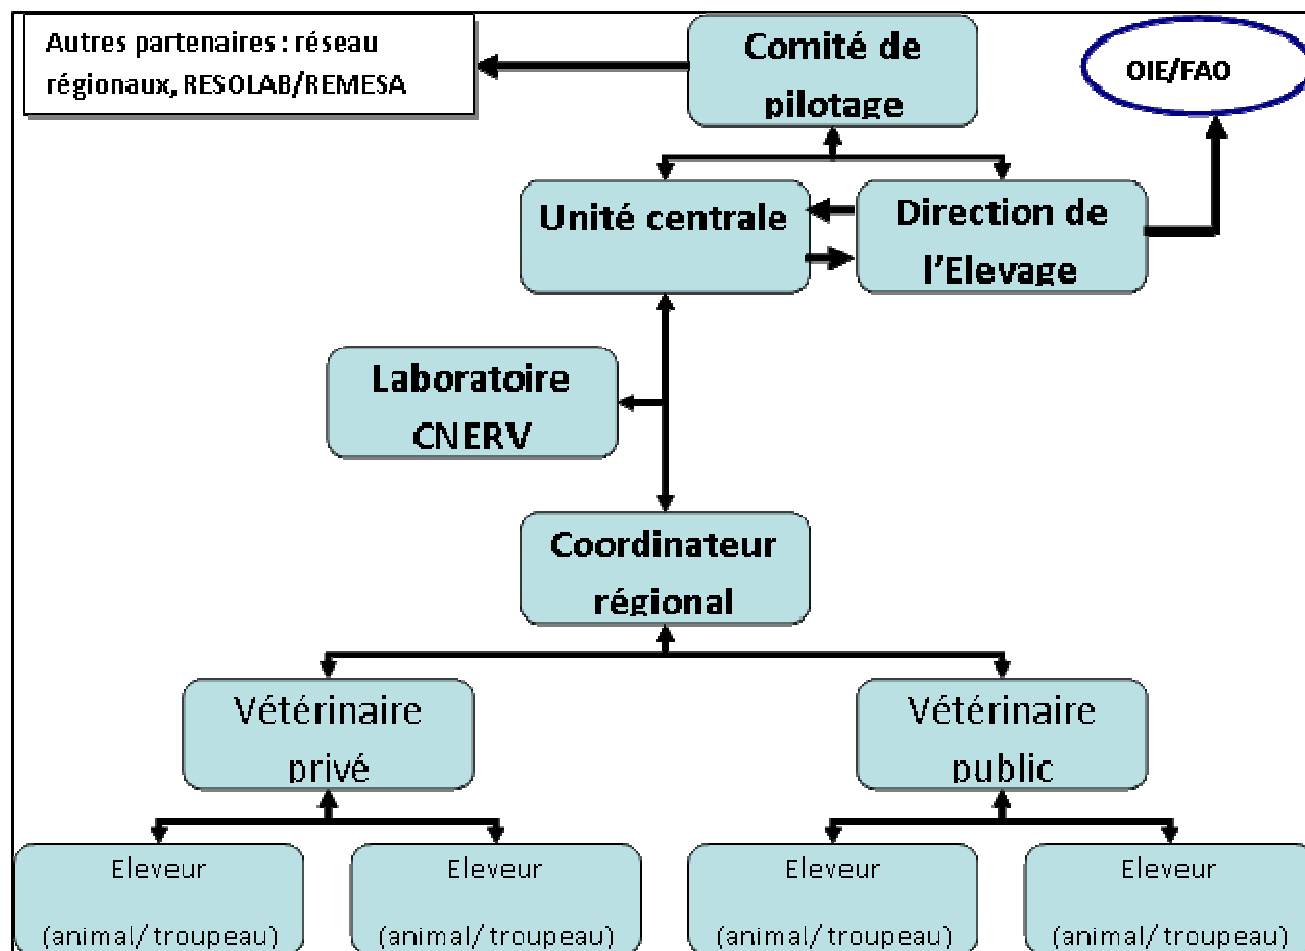 Autres partenaires : réseau
régionaux, RESOLAB/REMESA
Comité de
pilotage
OIE/FAO
Unité centrale
Direction de
l'Elevage
Laboratoire
CNERV
Coordinateur
régional
Vétérinaire
privé
Vétérinaire
public
Eleveur
(animal/ troupeau)
Eleveur
(animal/ troupeau)
Eleveur
(animal/ troupeau)
Eleveur
(animal/ troupeau)